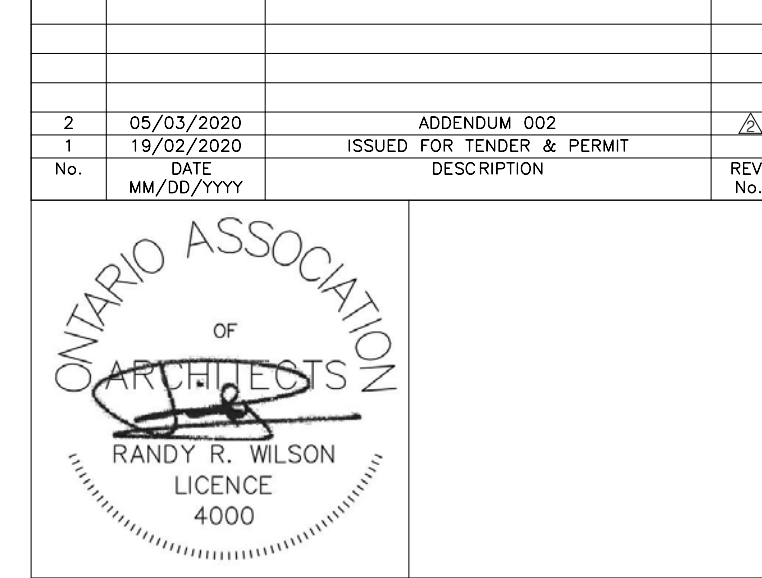 2 05/03/2020 ADDENDUM 002 2
1 19/02/2020 ISSUED FOR TENDER & PERMIT
No. DATE DESCRIPTION REV
MM/DD/YYYY No.
ONTARIO ASSOCIATION
OF
ARCHITECTS
RANDY R. WILSON
LICENCE
4000